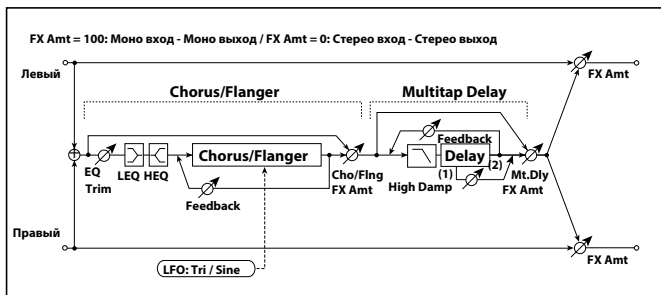 FX Amt = 100: Моно вход - Моно выход / FX Amt = 0: Стерео вход - Стерео выход
Левый
FX Amt
Chorus/Flanger
Multitap Delay
Feedback
EQ
Trim
LEQ
HEQ
Chorus/Flanger
Cho/Flng
FX Amt
High Damp
Delay
(1)
(2)
Mt.Dly
FX Amt
Feedback
Правый
FX Amt
LFO: Tri / Sine